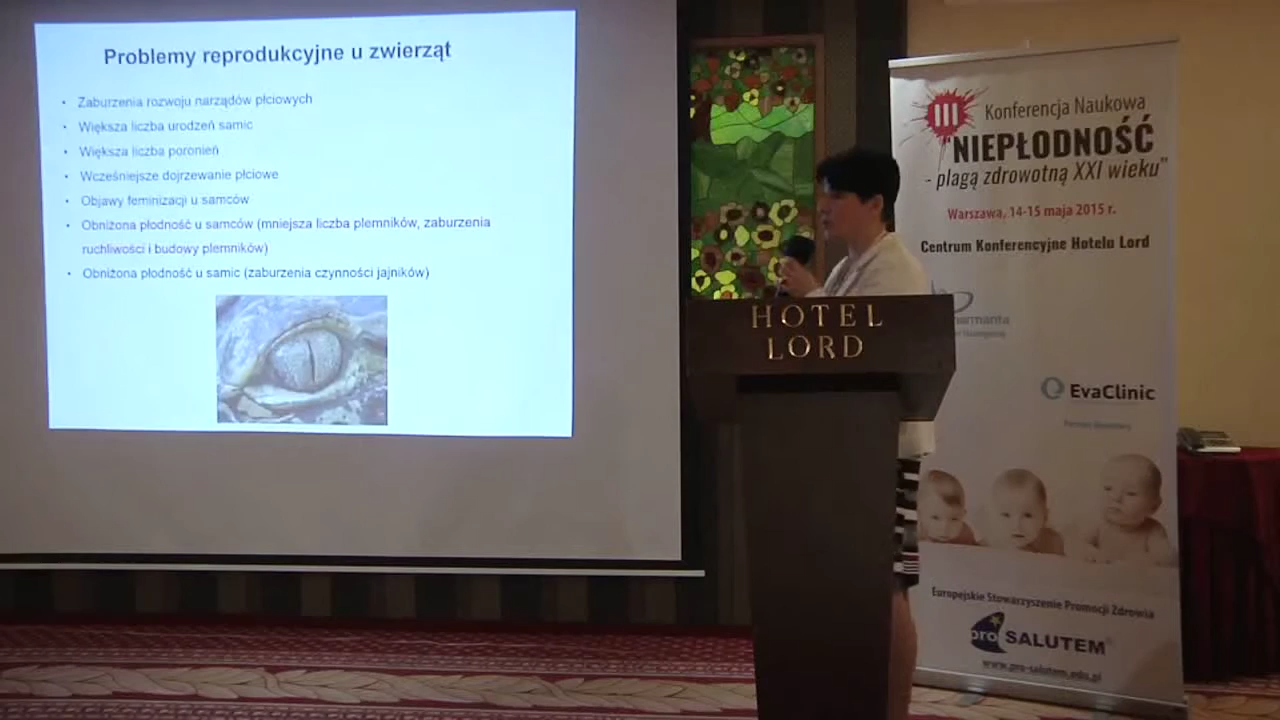 Problemy reprodukcyjne u zwierząt
• Zaburzenia rozwoju narządów płciowych
• Większa liczba urodzeń samic
• Większa liczba poronień
• Wcześniejsze dojrzewanie płciowe
• Objawy feminizacji u samców
• Obniżona płodność u samców (mniejsza liczba plemników, zaburzenia
ruchliwości i budowy plemników)
• Obniżona płodność u samic (zaburzenia czynności jajników)
HOTEL
LORD
III Konferencja Naukowa
"NIEPŁODNOŚĆ
- plagą zdrowotną XXI wieku"
Warszawa, 14-15 maja 2015 r.
Centrum Konferencyjne Hotelu Lord
EvaClinic
Europejskie Stowarzyszenie Promocji Zdrowia
pro SALUTEM®
www.pro-salutem.edu.pl